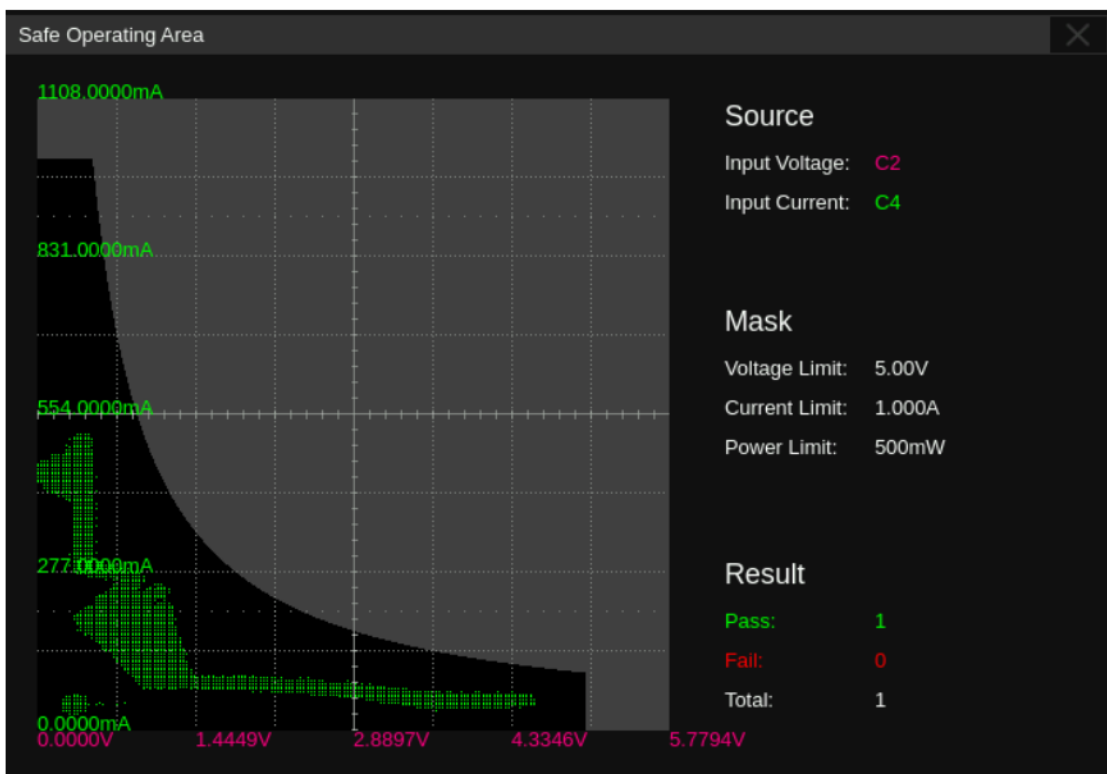 Safe Operating Area
1108.0000mA
831.0000mA
554.0000mA
277.0000mA
0.0000mA
0.0000V 1.4449V 2.8897V 4.3346V 5.7794V
Source
Input Voltage: C2
Input Current: C4
Mask
Voltage Limit: 5.00V
Current Limit: 1.000A
Power Limit: 500mW
Result
Pass: 1
Fail: 0
Total: 1